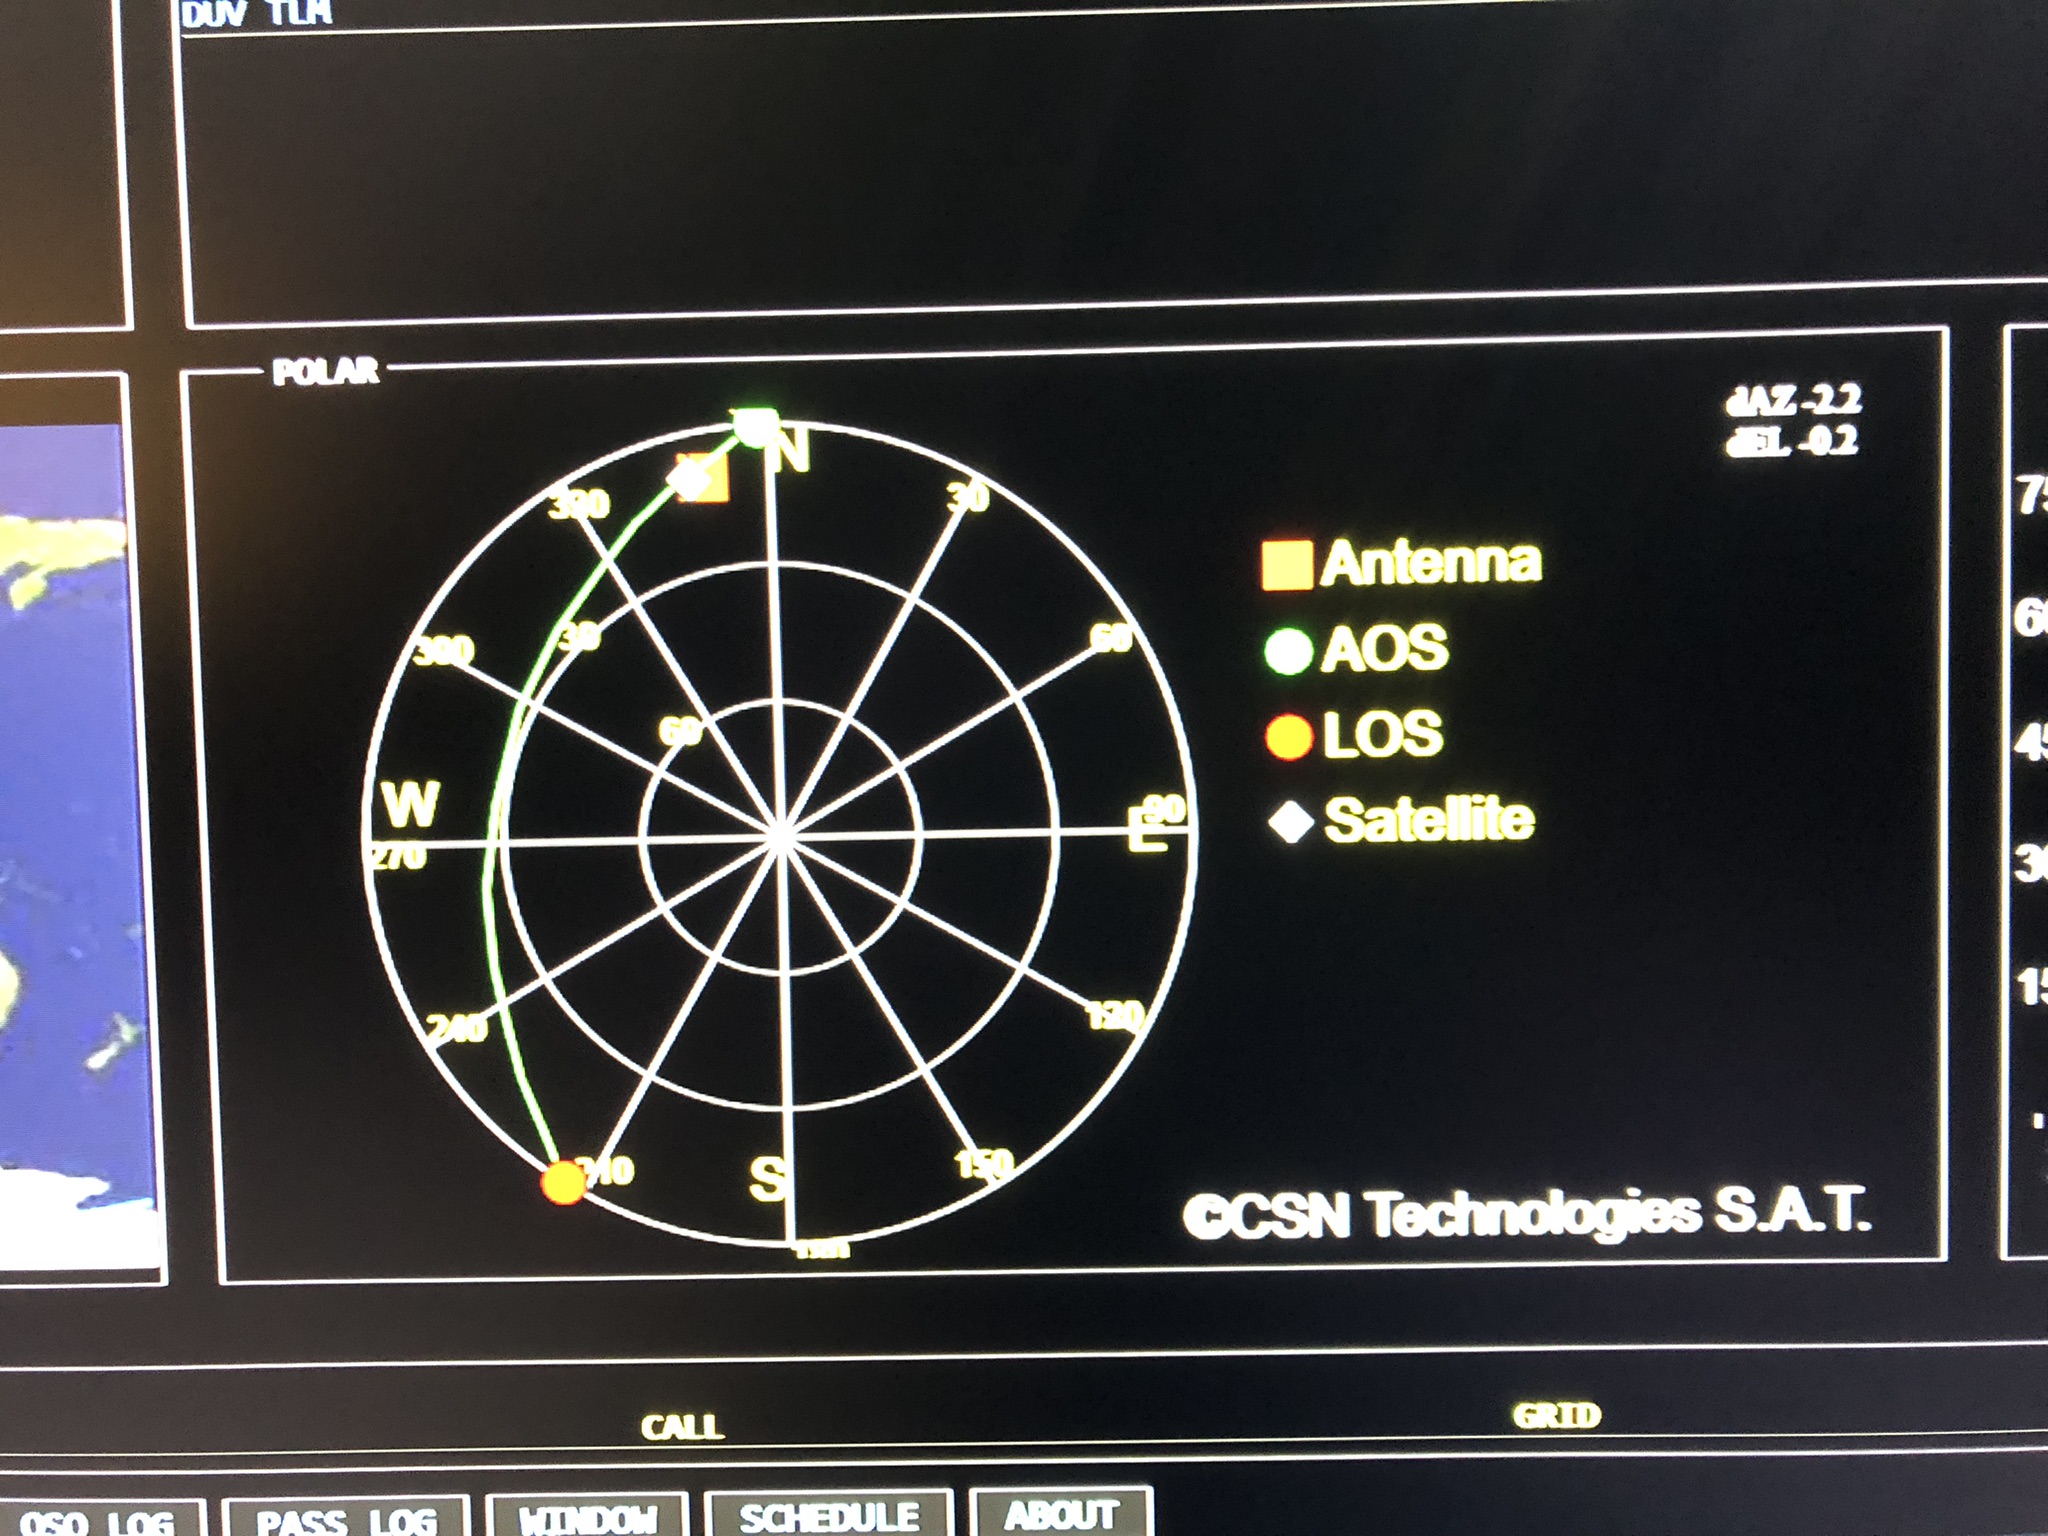 DUV TLM
POLAR
dAZ -2.2
dEL -0.2
N
330
30
Antenna
300
30
60
AOS
60
LOS
W
90
Satellite
E
270
240
120
210
S
150
©CSN Technologies S.A.T.
180
75
60
45
30
15
CALL
GRID
QSO LOG
PASS LOG
WINDOW
SCHEDULE
ABOUT